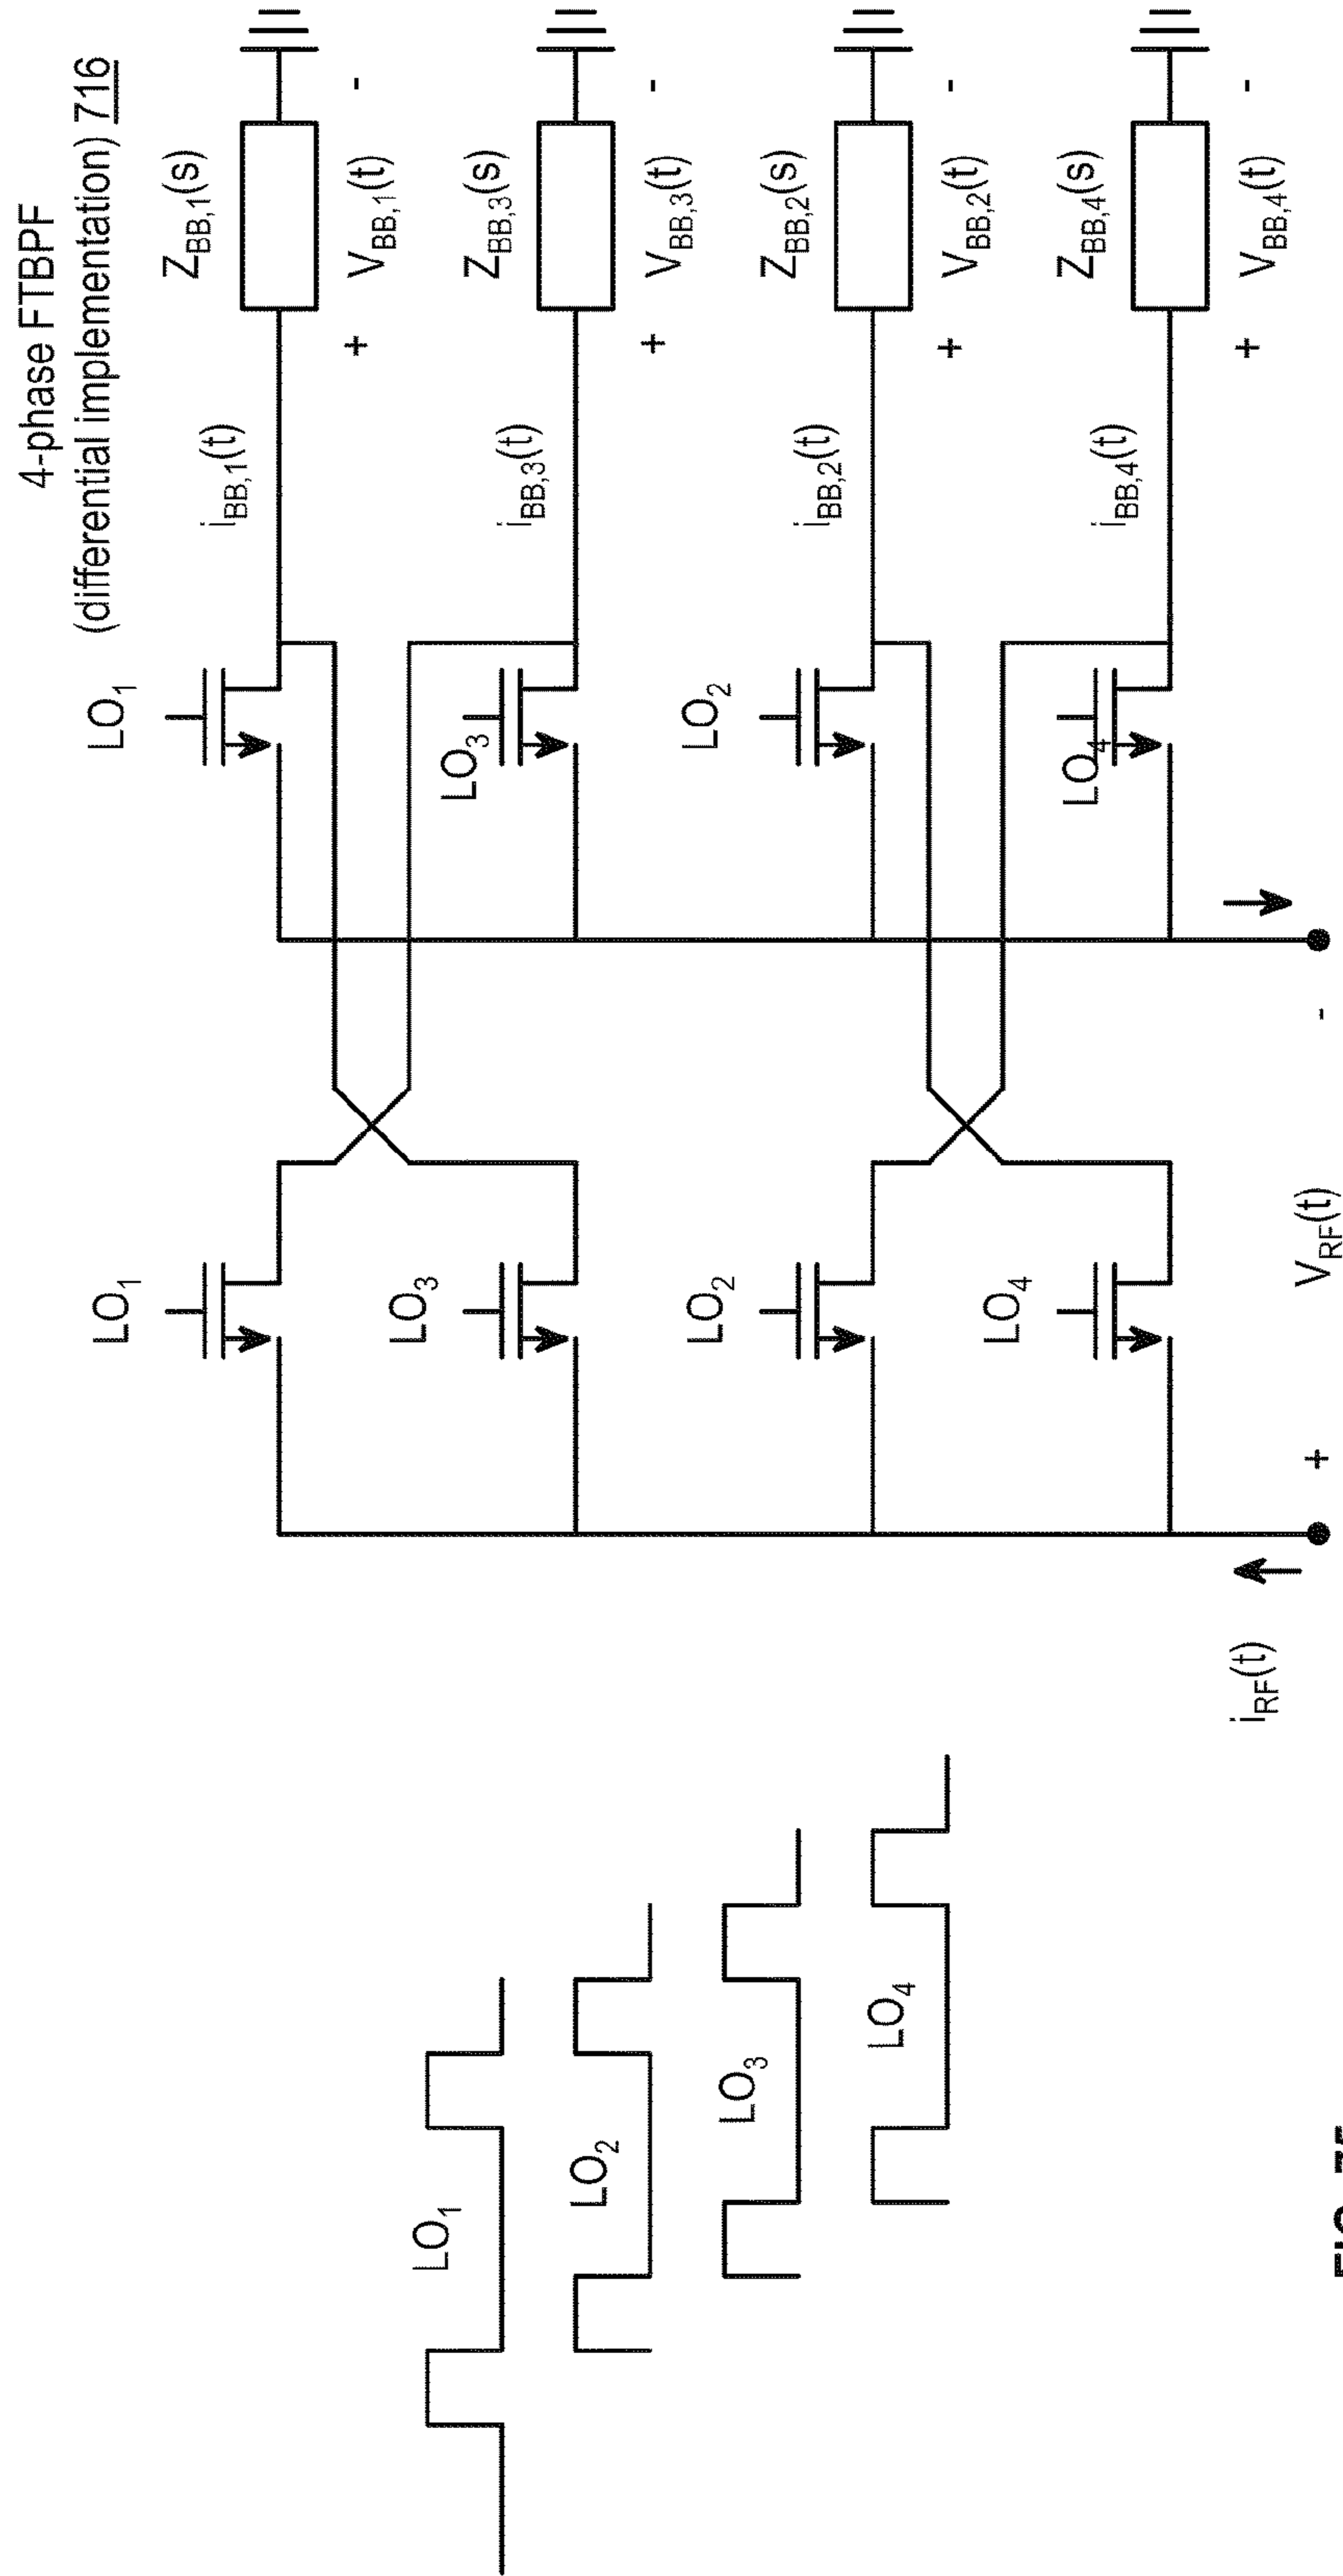 4-phase FTBPF
(differential implementation) 716
LO1
LO1
iBB,1(t)
ZBB,1(s)
+ VBB,1(t) -
LO3
LO3
iBB,3(t)
ZBB,3(s)
+ VBB,3(t) -
LO2
LO2
iBB,2(t)
ZBB,2(s)
+ VBB,2(t) -
LO4
LO4
iBB,4(t)
ZBB,4(s)
+ VBB,4(t) -
iRF(t)
+ VRF(t) -
LO1
LO2
LO3
LO4